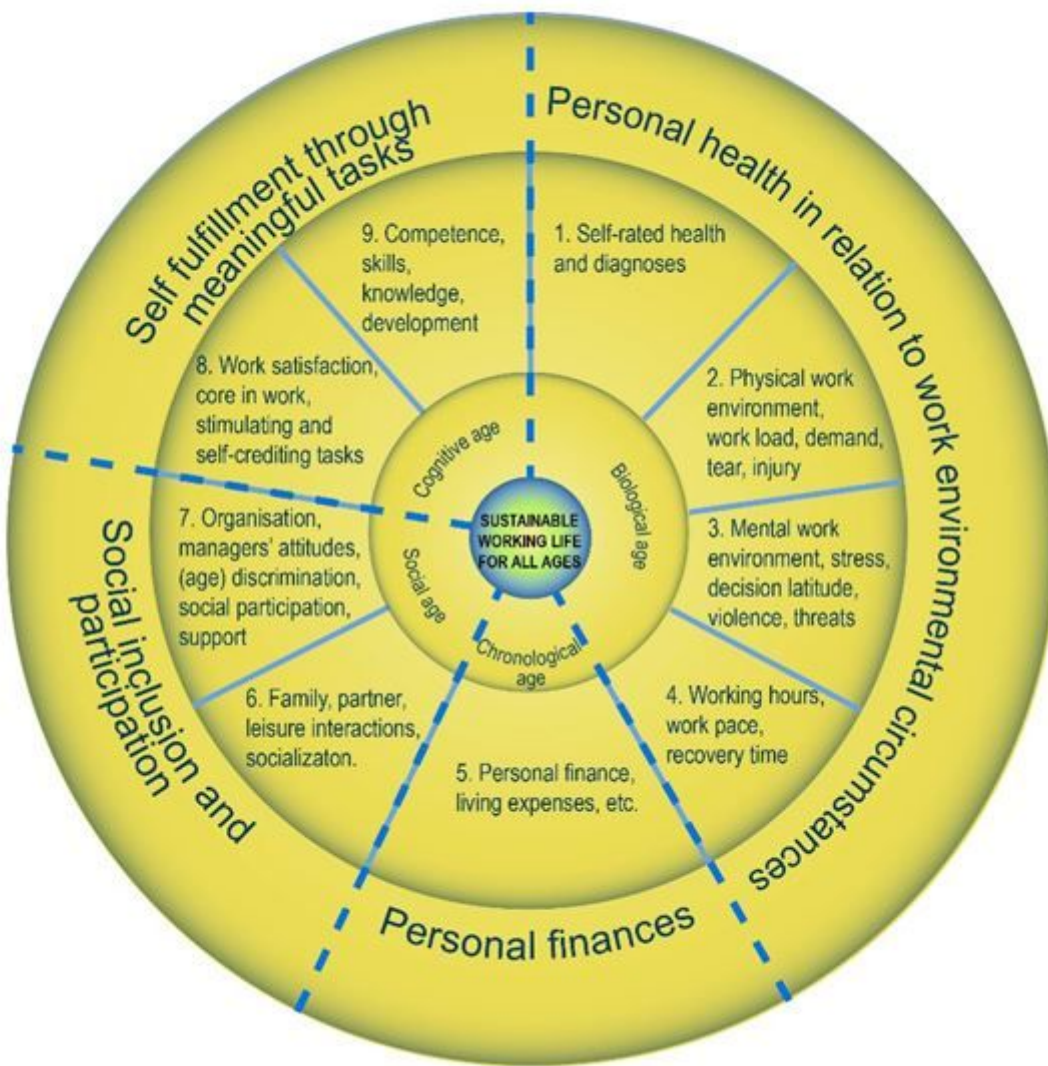 Self fulfillment through
meaningful tasks
Personal health in relation to work environmental circumstances
9. Competence,
skills,
knowledge,
development
1. Self-rated health
and diagnoses
8. Work satisfaction,
core in work,
stimulating and
self-crediting tasks
2. Physical work
environment,
work load, demand,
tear, injury
Cognitive age
Biological age
SUSTAINABLE
WORKING LIFE
FOR ALL AGES
7. Organisation,
managers' attitudes,
(age) discrimination,
social participation,
support
3. Mental work
environment, stress,
decision latitude,
violence, threats
Social age
Chronological
age
6. Family, partner,
leisure interactions,
socializaton.
4. Working hours,
work pace,
recovery time
5. Personal finance,
living expenses, etc.
Social inclusion and
participation
Personal finances